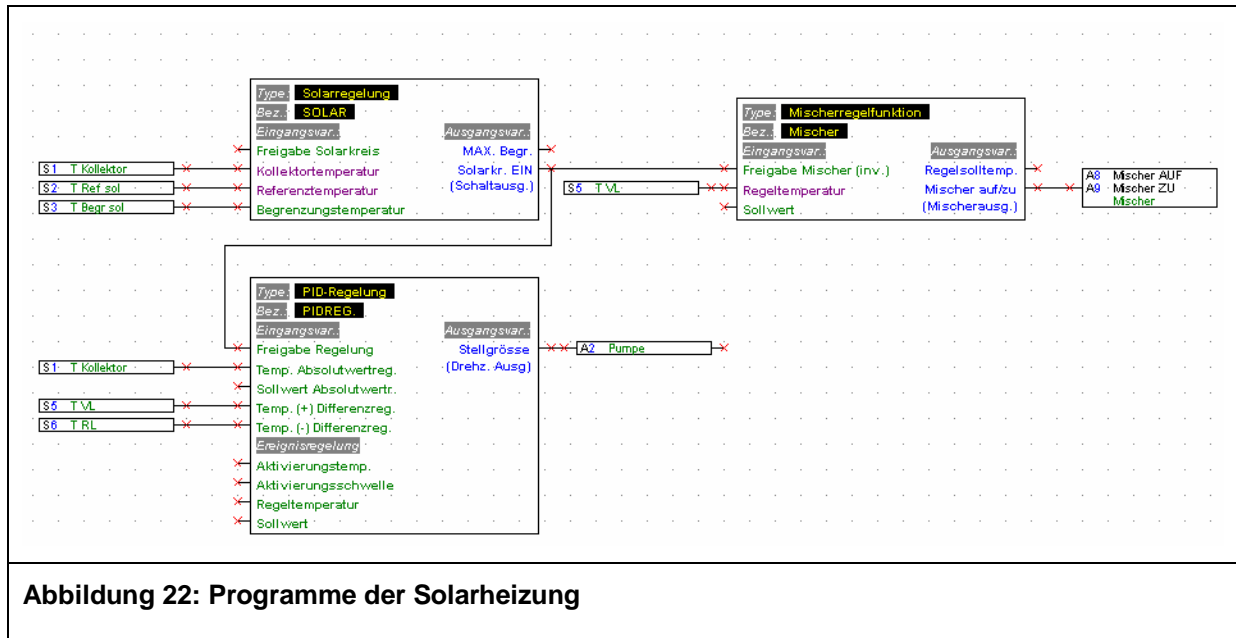 Type.: Solarregelung
Bez.: SOLAR
Eingangsvar.: Ausgangsvar.:
Freigabe Solarkreis MAX. Begr.
S1 T Kollektor Kollektortemperatur Solarkr. EIN
S2 T Ref sol Referenztemperatur (Schaltausg.)
S3 T Begr sol Begrenzungstemperatur
Type.: Mischerregelfunktion
Bez.: Mischer
Eingangsvar.: Ausgangsvar.:
Freigabe Mischer (inv.) Regelsolltemp.
S5 T VL Regeltemperatur Mischer auf/zu
Sollwert (Mischerausg.)
A8 Mischer AUF
A9 Mischer ZU
Mischer
Type.: PID-Regelung
Bez.: PIDREG.
Eingangsvar.: Ausgangsvar.:
Freigabe Regelung Stellgrösse A2 Pumpe
S1 T Kollektor Temp. Absolutwertreg. (Drehz. Ausg)
Sollwert Absolutwertr.
S5 T VL Temp. (+) Differenzreg.
S6 T RL Temp. (-) Differenzreg.
Ereignisregelung
Aktivierungstemp.
Aktivierungsschwelle
Regeltemperatur
Sollwert
Abbildung 22: Programme der Solarheizung